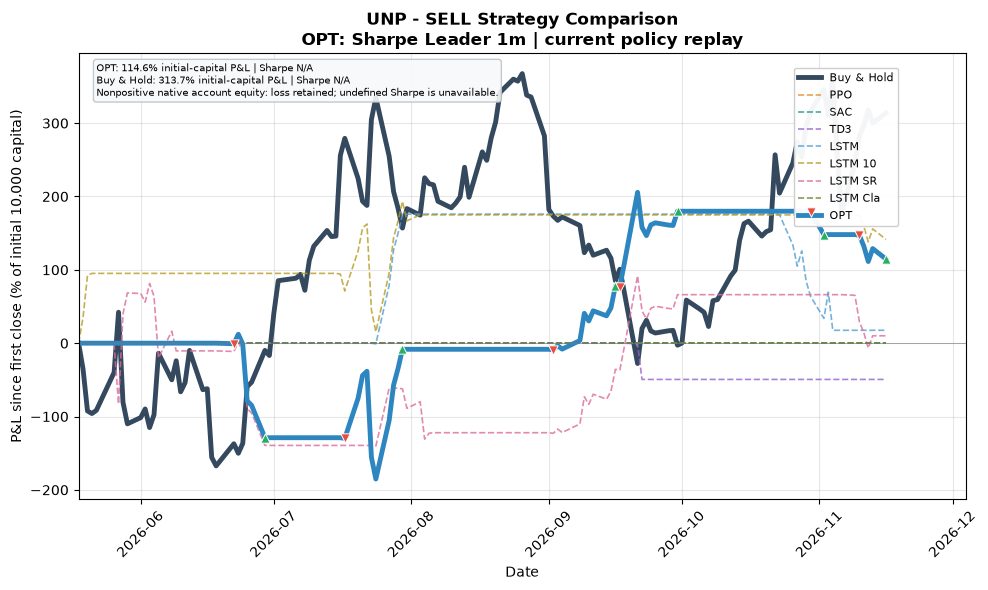 UNP - SELL Strategy Comparison
OPT: Sharpe Leader 1m | current policy replay
OPT: 114.6% initial-capital P&L | Sharpe N/A
Buy & Hold: 313.7% initial-capital P&L | Sharpe N/A
Nonpositive native account equity: loss retained; undefined Sharpe is unavailable.
Buy & Hold
PPO
SAC
TD3
LSTM
LSTM 10
LSTM SR
LSTM Cla
OPT
P&L since first close (% of initial 10,000 capital)
300
200
100
0
−100
−200
2026-06
2026-07
2026-08
2026-09
2026-10
2026-11
2026-12
Date